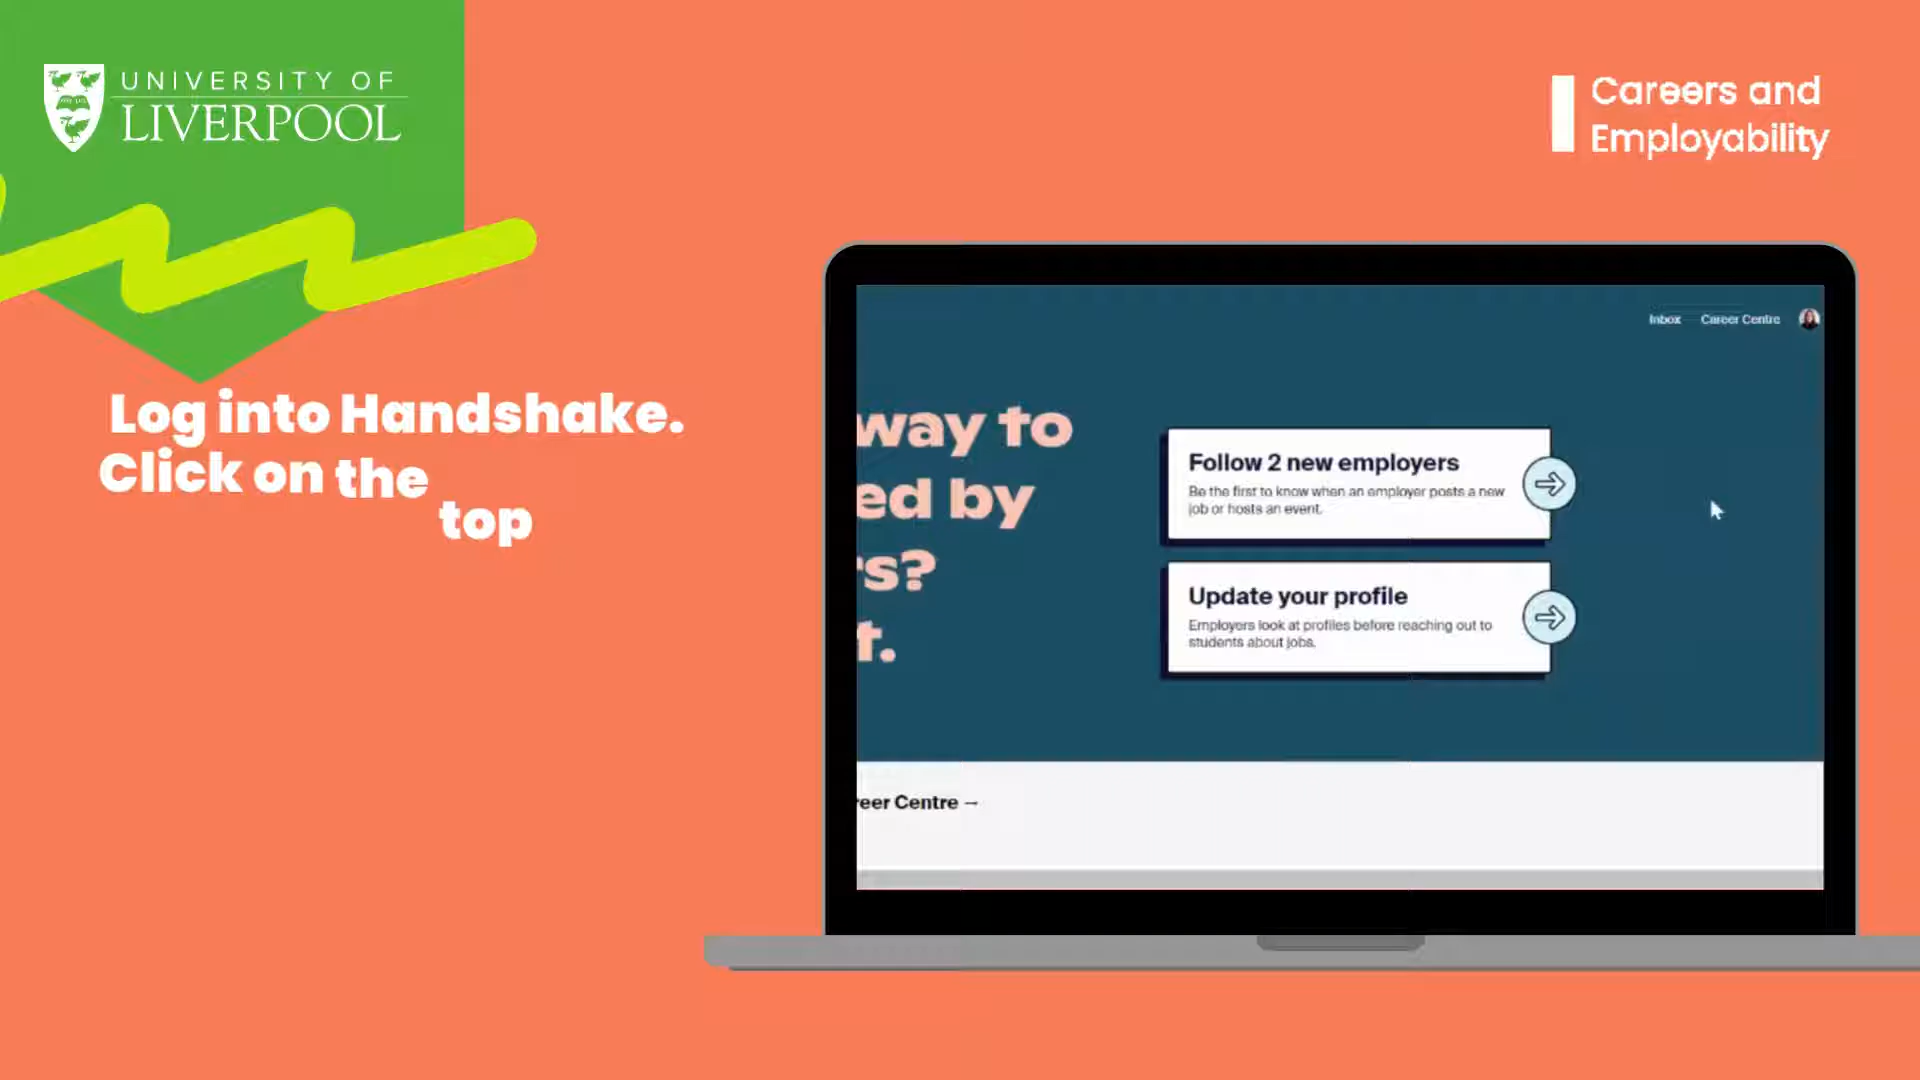 UNIVERSITY OF
LIVERPOOL
Careers and
Employability
Log into Handshake.
Click on the
top
Inbox Career Centre
way to
ed by
s?
t.
Follow 2 new employers
Be the first to know when an employer posts a new
job or hosts an event.
Update your profile
Employers look at profiles before reaching out to
students about jobs.
reer Centre →